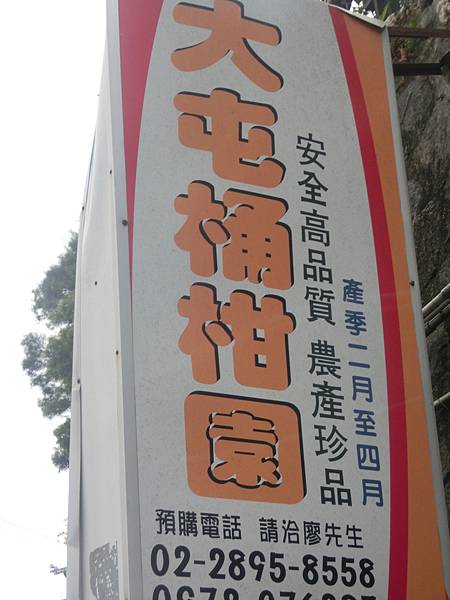 大屯桶柑園
安全高品質 農產珍品
產季二月至四月
預購電話 請洽廖先生
02-2895-8558